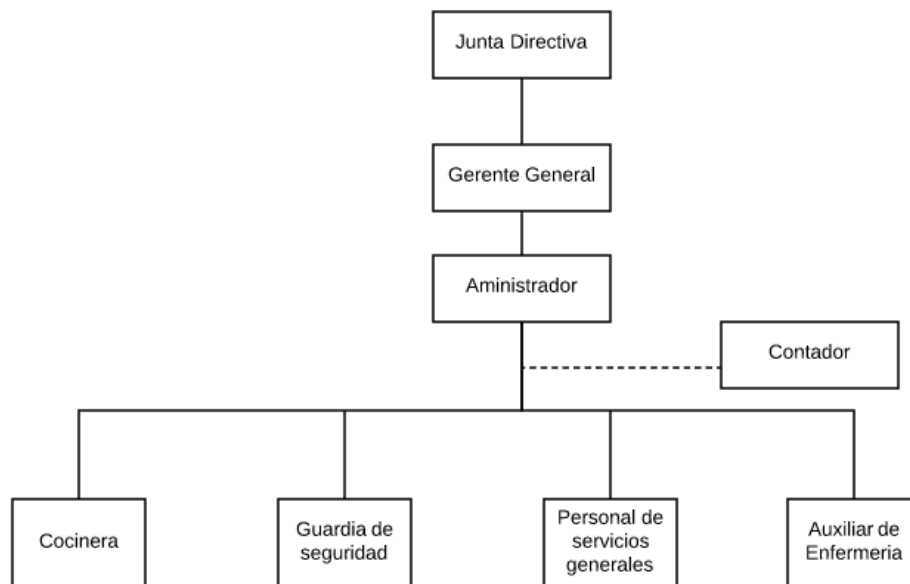 Junta Directiva
Gerente General
Aministrador
Contador
Cocinera
Guardia de
seguridad
Personal de
servicios
generales
Auxiliar de
Enfermeria